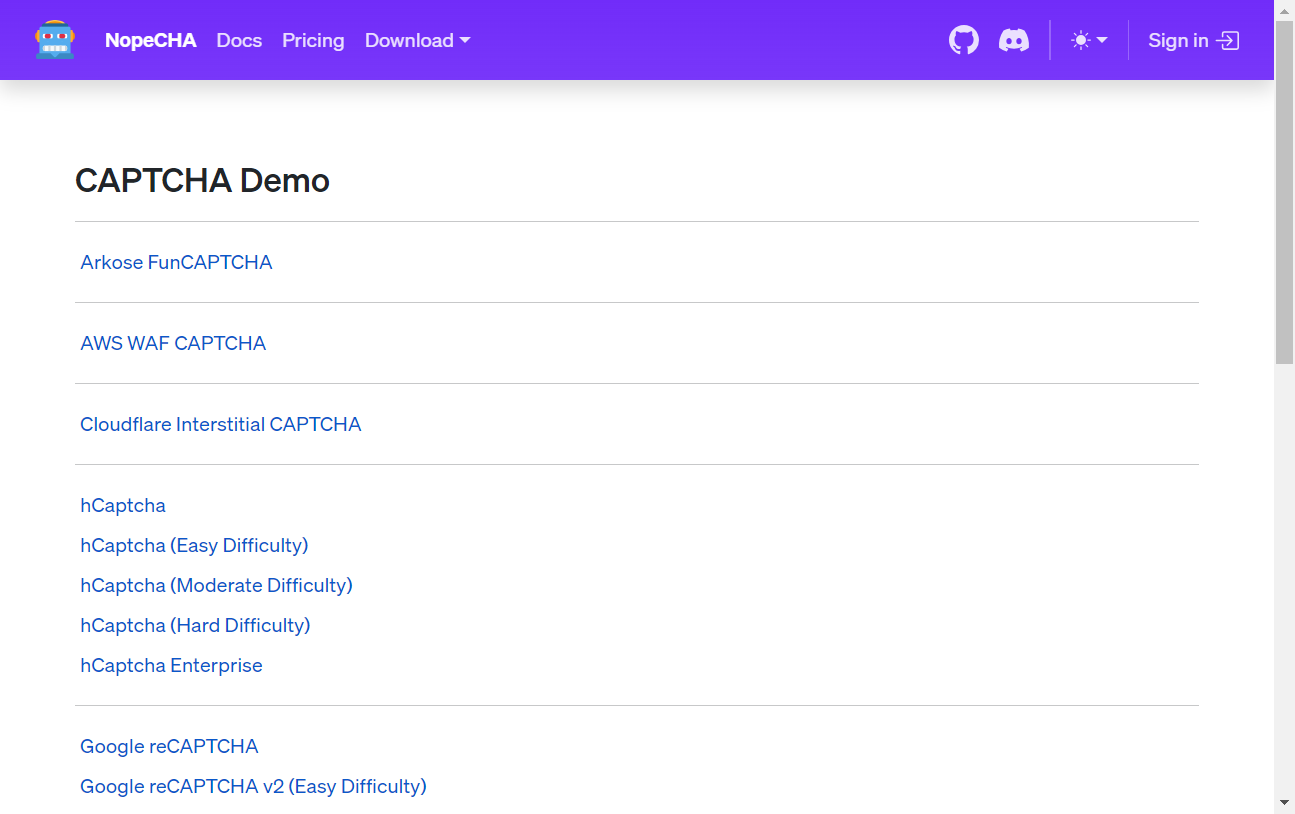 NopeCHA Docs Pricing Download Sign in
CAPTCHA Demo
Arkose FunCAPTCHA
AWS WAF CAPTCHA
Cloudflare Interstitial CAPTCHA
hCaptcha
hCaptcha (Easy Difficulty)
hCaptcha (Moderate Difficulty)
hCaptcha (Hard Difficulty)
hCaptcha Enterprise
Google reCAPTCHA
Google reCAPTCHA v2 (Easy Difficulty)